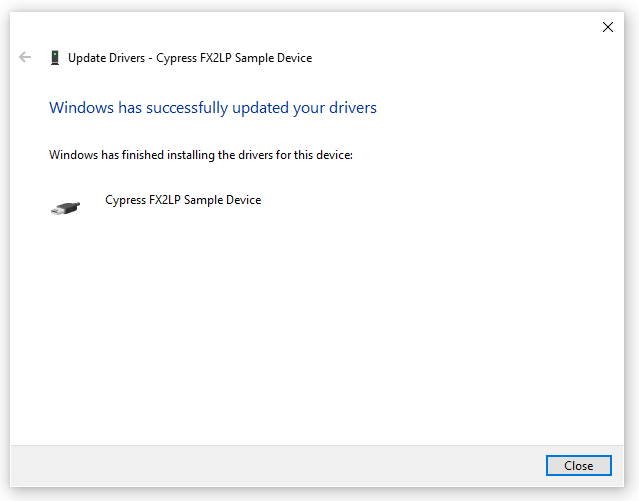 Update Drivers - Cypress FX2LP Sample Device
Windows has successfully updated your drivers
Windows has finished installing the drivers for this device:
Cypress FX2LP Sample Device
Close